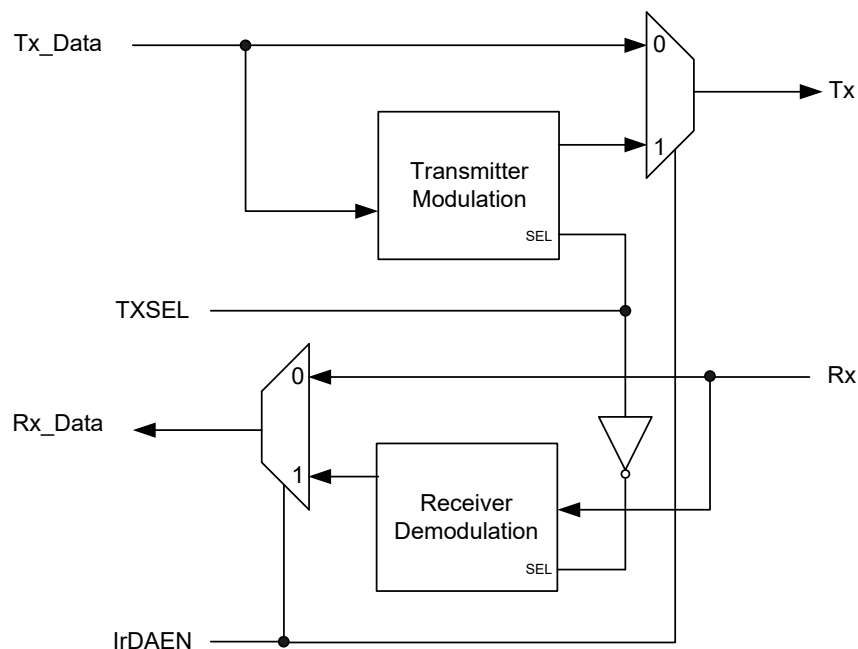 Tx_Data
0
Tx
1
Transmitter
Modulation
SEL
TXSEL
0
Rx
Rx_Data
1
Receiver
Demodulation
SEL
IrDAEN